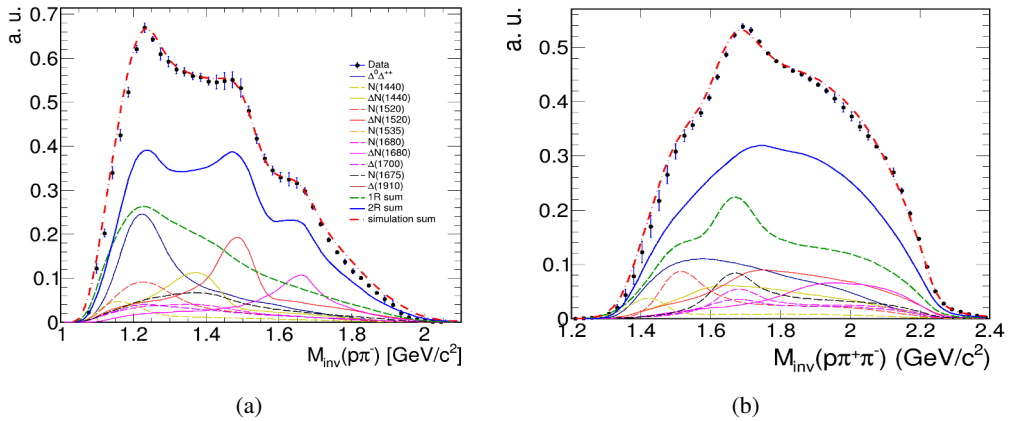 a. u.
0.7
0.6
0.5
0.4
0.3
0.2
0.1
0
1 1.2 1.4 1.6 1.8 2
M_inv(pπ⁻) [GeV/c²]
Data
Δ⁰Δ⁺⁺
N(1440)
ΔN(1440)
N(1520)
ΔN(1520)
N(1535)
N(1680)
ΔN(1680)
Δ(1700)
N(1675)
Δ(1910)
1R sum
2R sum
simulation sum
(a)
a. u.
0.5
0.4
0.3
0.2
0.1
0
1.2 1.4 1.6 1.8 2 2.2 2.4
M_inv(pπ⁺π⁻) (GeV/c²)
(b)